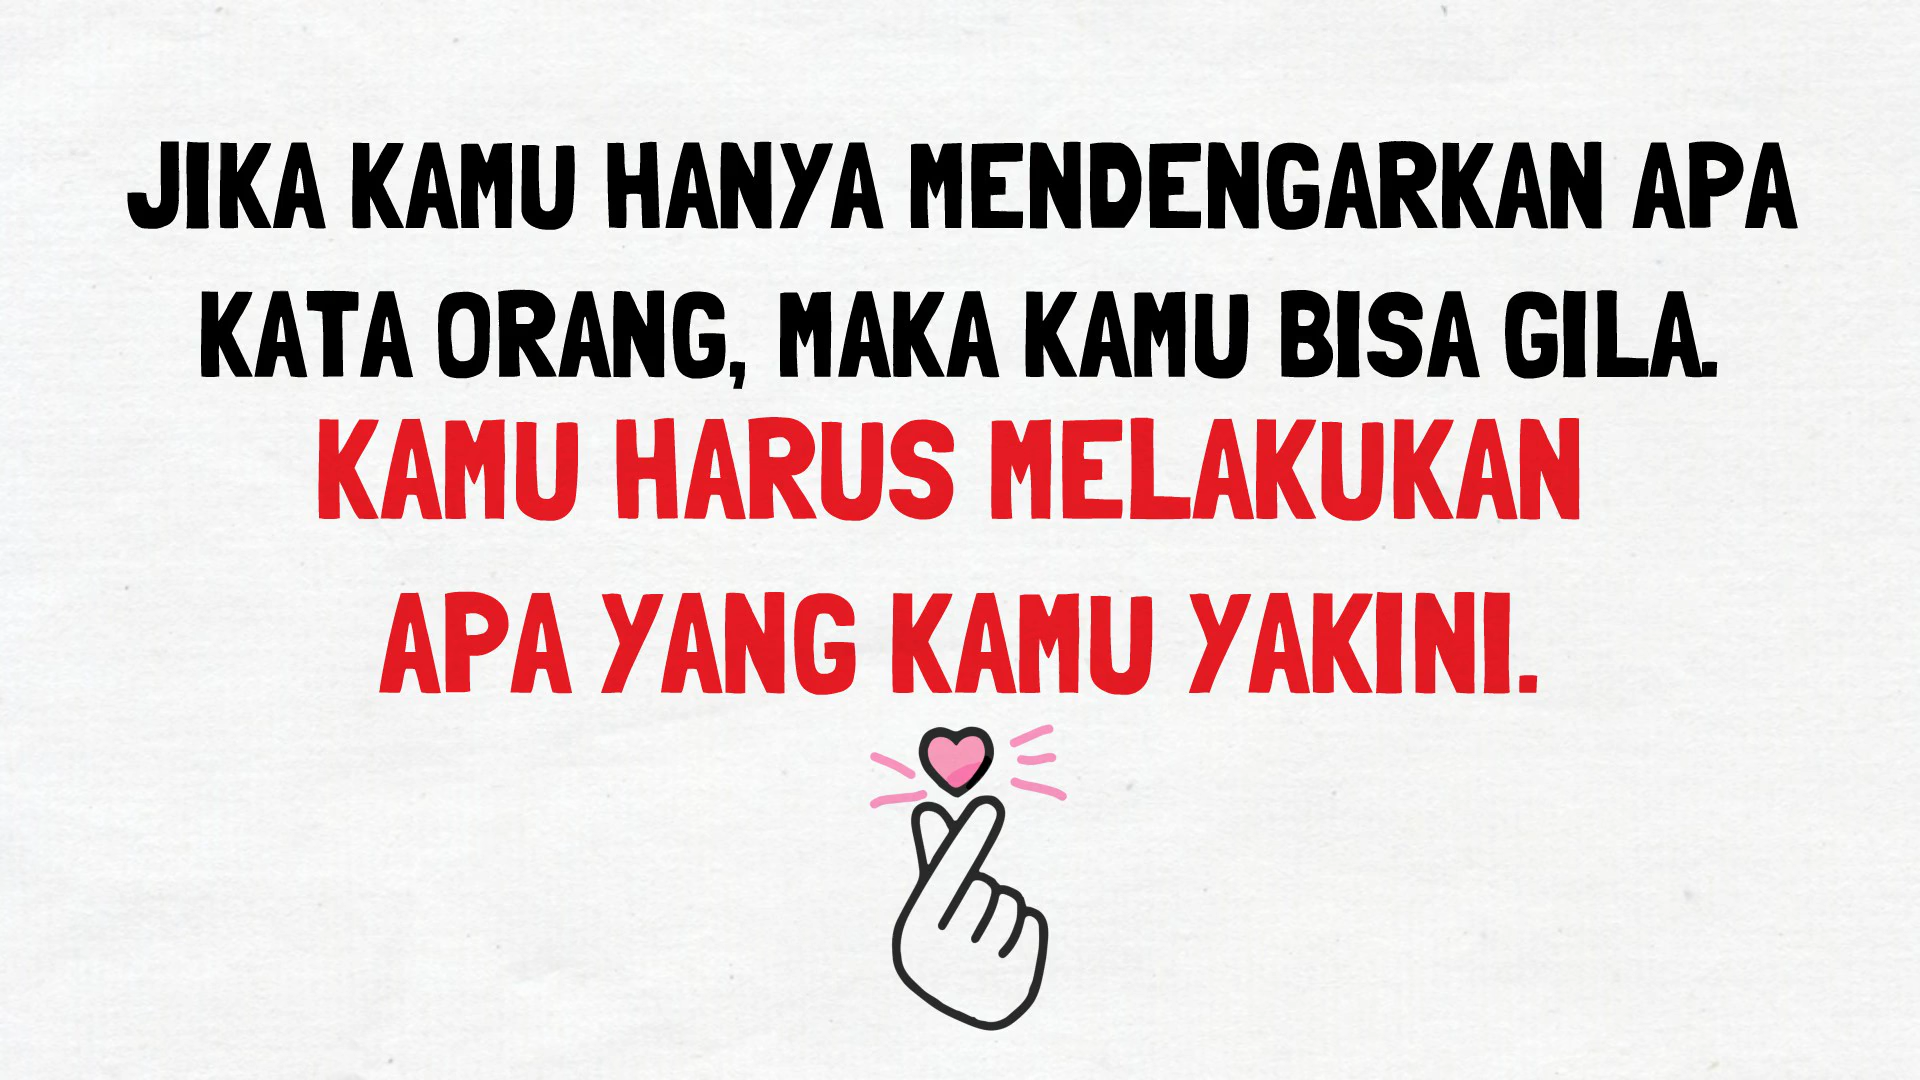 JIKA KAMU HANYA MENDENGARKAN APA
KATA ORANG, MAKA KAMU BISA GILA.
KAMU HARUS MELAKUKAN
APA YANG KAMU YAKINI.